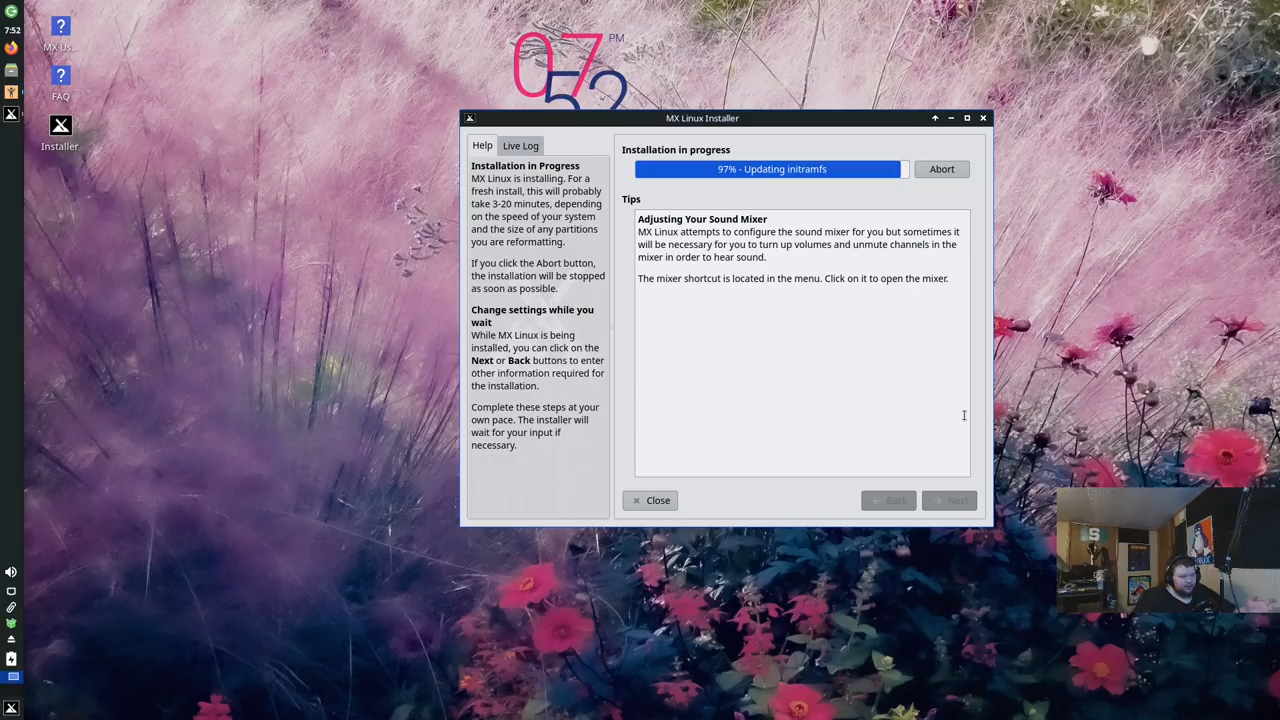 7:52
MX Us...
FAQ
Installer
07 PM
52
MX Linux Installer
Help
Live Log
Installation in Progress
MX Linux is installing. For a
fresh install, this will probably
take 3-20 minutes, depending
on the speed of your system
and the size of any partitions
you are reformatting.
If you click the Abort button,
the installation will be stopped
as soon as possible.
Change settings while you
wait
While MX Linux is being
installed, you can click on the
Next or Back buttons to enter
other information required for
the installation.
Complete these steps at your
own pace. The installer will
wait for your input if
necessary.
Installation in progress
97% - Updating initramfs
Abort
Tips
Adjusting Your Sound Mixer
MX Linux attempts to configure the sound mixer for you but sometimes it
will be necessary for you to turn up volumes and unmute channels in the
mixer in order to hear sound.
The mixer shortcut is located in the menu. Click on it to open the mixer.
Close
Back
Next